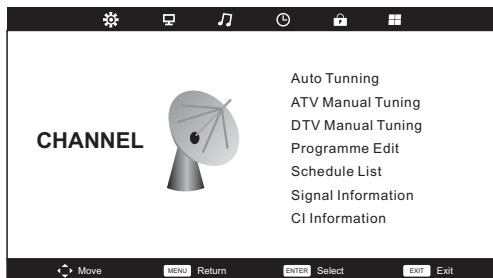 CHANNEL
Auto Tunning
ATV Manual Tuning
DTV Manual Tuning
Programme Edit
Schedule List
Signal Information
CI Information
Move MENU Return ENTER Select EXIT Exit